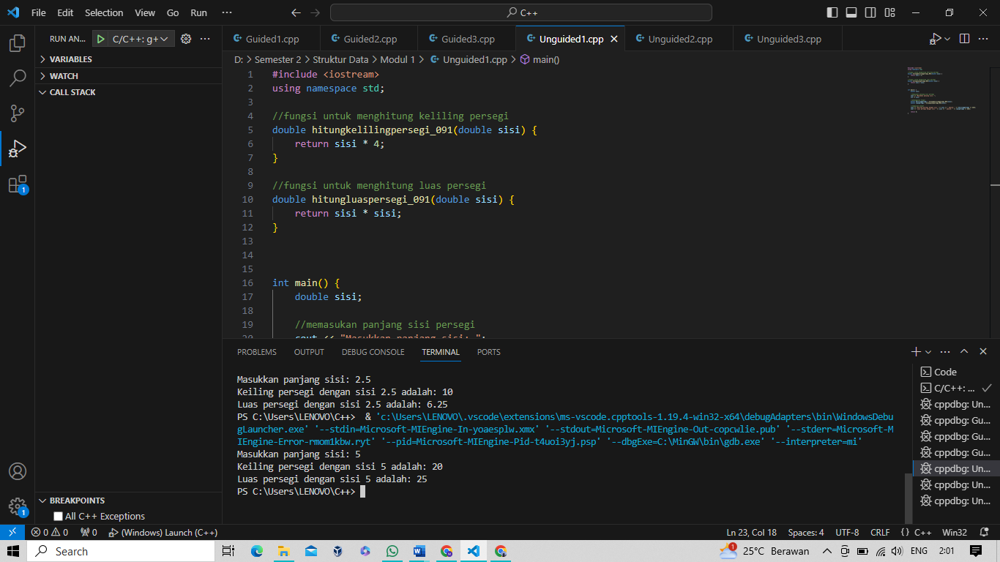 File Edit Selection View Go Run ··· C++
RUN AN... C/C++: g+
Guided1.cpp Guided2.cpp Guided3.cpp Unguided1.cpp Unguided2.cpp Unguided3.cpp
D: > Semester 2 > Struktur Data > Modul 1 > Unguided1.cpp > main()
VARIABLES
WATCH
CALL STACK
1 #include <iostream>
2 using namespace std;
3
4 //fungsi untuk menghitung keliling persegi
5 double hitungkelilingpersegi_091(double sisi) {
6 return sisi * 4;
7 }
8
9 //fungsi untuk menghitung luas persegi
10 double hitungluaspersegi_091(double sisi) {
11 return sisi * sisi;
12 }
13
14
15
16 int main() {
17 double sisi;
18
19 //memasukan panjang sisi persegi
20 cout << "Masukkan panjang sisi: ";
1
PROBLEMS OUTPUT DEBUG CONSOLE TERMINAL PORTS
Masukkan panjang sisi: 2.5
Keiling persegi dengan sisi 2.5 adalah: 10
Luas persegi dengan sisi 2.5 adalah: 6.25
PS C:\Users\LENOVO\C++> & 'c:\Users\LENOVO\.vscode\extensions\ms-vscode.cpptools-1.19.4-win32-x64\debugAdapters\bin\WindowsDebu
gLauncher.exe' '--stdin=Microsoft-MIEngine-In-yoaesplw.xmx' '--stdout=Microsoft-MIEngine-Out-copcwlie.pub' '--stderr=Microsoft-M
IEngine-Error-rmom1kbw.ryt' '--pid=Microsoft-MIEngine-Pid-t4uoi3yj.psp' '--dbgExe=C:\MinGW\bin\gdb.exe' '--interpreter=mi'
Masukkan panjang sisi: 5
Keiling persegi dengan sisi 5 adalah: 20
Luas persegi dengan sisi 5 adalah: 25
PS C:\Users\LENOVO\C++>
Code
C/C++: ...
cppdbg: Un...
cppdbg: Gu...
cppdbg: Gu...
cppdbg: Gu...
cppdbg: Un...
cppdbg: Un...
cppdbg: Un...
BREAKPOINTS
All C++ Exceptions
1
0 0 0 (Windows) Launch (C++) Ln 23, Col 18 Spaces: 4 UTF-8 CRLF {} C++ Win32
Search 1 25°C Berawan ENG 2:01